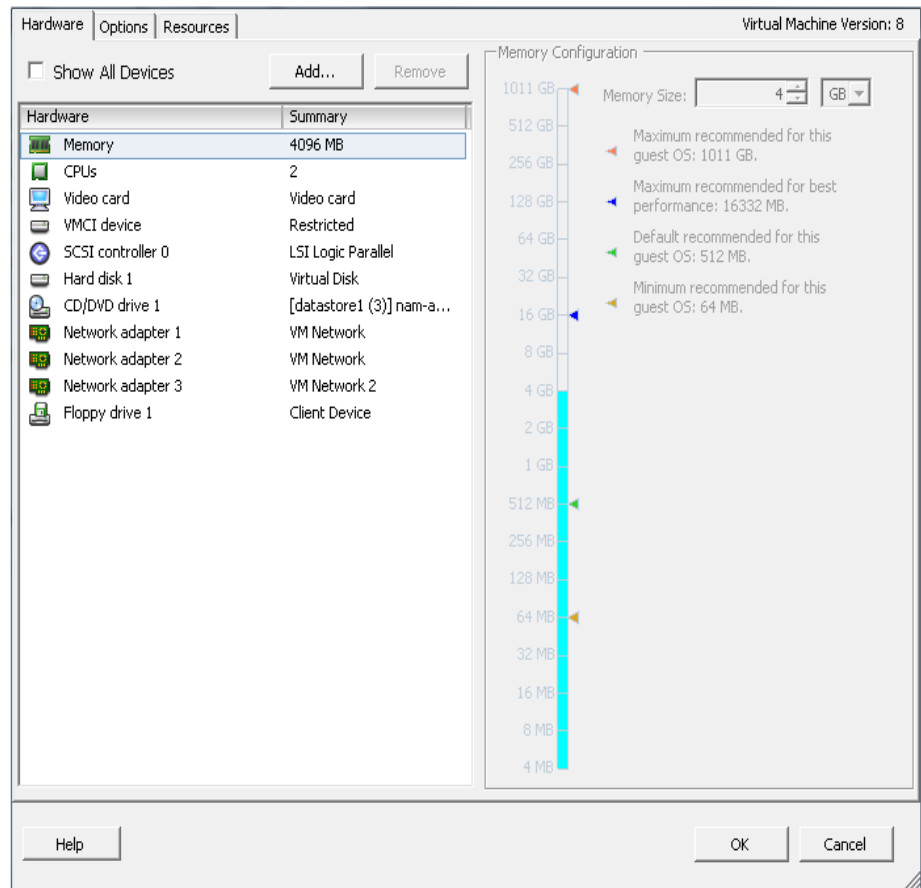 Hardware Options Resources Virtual Machine Version: 8
Show All Devices Add... Remove
Hardware Summary
Memory 4096 MB
CPUs 2
Video card Video card
VMCI device Restricted
SCSI controller 0 LSI Logic Parallel
Hard disk 1 Virtual Disk
CD/DVD drive 1 [datastore1 (3)] nam-a...
Network adapter 1 VM Network
Network adapter 2 VM Network
Network adapter 3 VM Network 2
Floppy drive 1 Client Device
Memory Configuration
Memory Size: 4 GB
1011 GB
512 GB
256 GB
128 GB
64 GB
32 GB
16 GB
8 GB
4 GB
2 GB
1 GB
512 MB
256 MB
128 MB
64 MB
32 MB
16 MB
8 MB
4 MB
Maximum recommended for this
guest OS: 1011 GB.
Maximum recommended for best
performance: 16332 MB.
Default recommended for this
guest OS: 512 MB.
Minimum recommended for this
guest OS: 64 MB.
Help OK Cancel